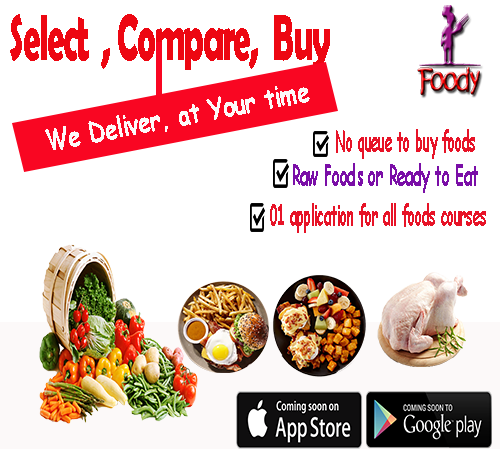 Select , Compare, Buy
Foody
We Deliver, at Your time
No queue to buy foods
Raw Foods or Ready to Eat
01 application for all foods courses
Coming soon on
App Store
COMING SOON TO
Google play